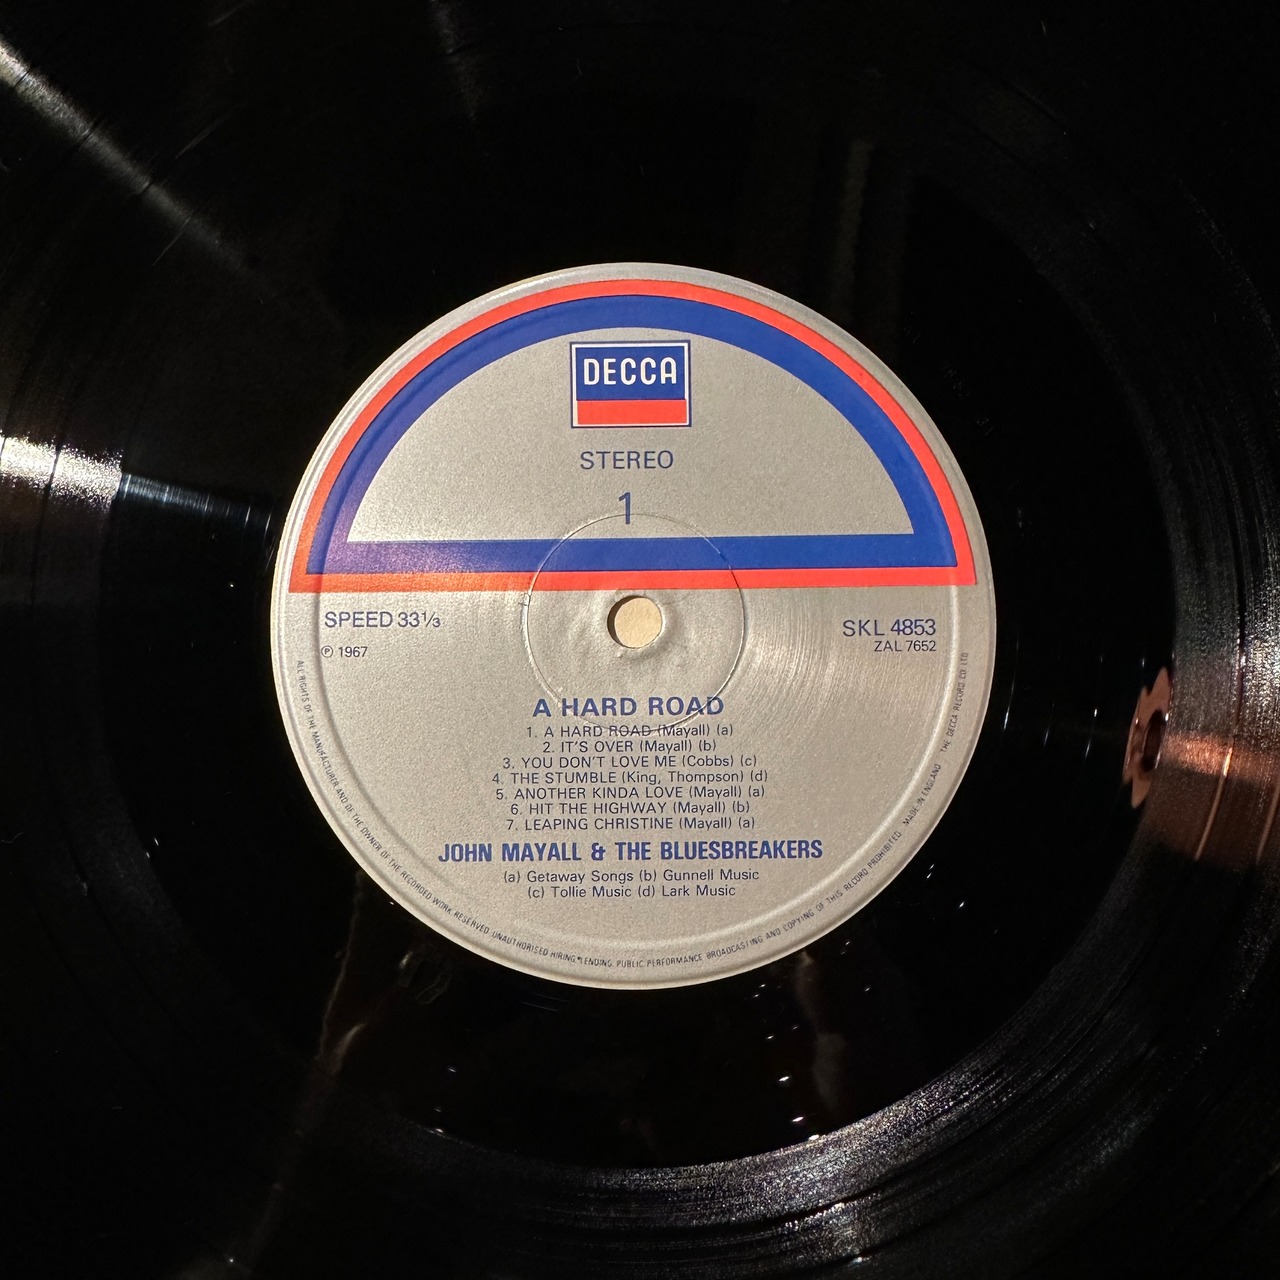 DECCA
STEREO
1
SPEED 33⅓
SKL 4853
ZAL 7652
℗ 1967
A HARD ROAD
1. A HARD ROAD (Mayall) (a)
2. IT'S OVER (Mayall) (b)
3. YOU DON'T LOVE ME (Cobbs) (c)
4. THE STUMBLE (King, Thompson) (d)
5. ANOTHER KINDA LOVE (Mayall) (a)
6. HIT THE HIGHWAY (Mayall) (b)
7. LEAPING CHRISTINE (Mayall) (a)
JOHN MAYALL & THE BLUESBREAKERS
(a) Getaway Songs (b) Gunnell Music
(c) Tollie Music (d) Lark Music
ALL RIGHTS OF THE MANUFACTURER AND OF THE OWNER OF THE RECORDED WORK RESERVED UNAUTHORISED HIRING LENDING PUBLIC PERFORMANCE BROADCASTING AND COPYING OF THIS RECORD PROHIBITED MADE IN ENGLAND THE DECCA RECORD CO. LTD